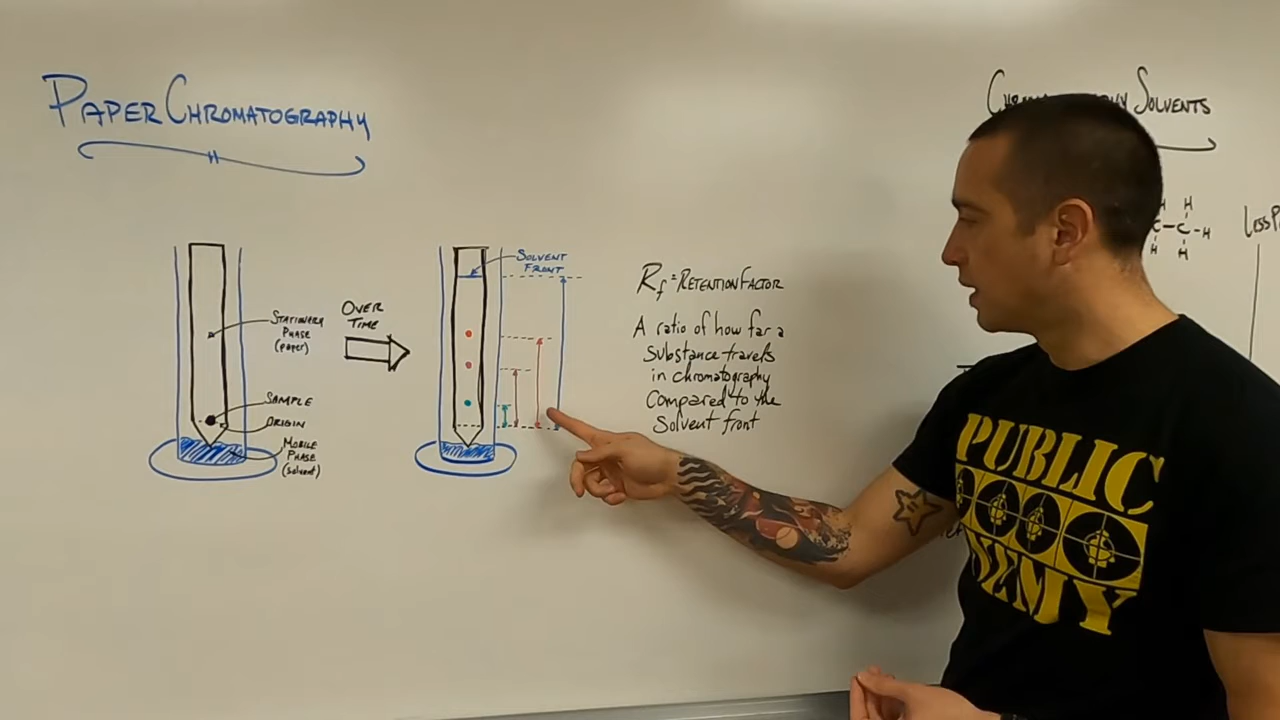 PAPER CHROMATOGRAPHY
STATIONARY
PHASE
(paper)
SAMPLE
ORIGIN
MOBILE
PHASE
(solvent)
OVER
TIME
SOLVENT
FRONT
Rf = RETENTION FACTOR
A ratio of how far a
substance travels
in chromatography
compared to the
solvent front
SOLVENTS
H H
C-C-H
H H
LESS
PUBLIC